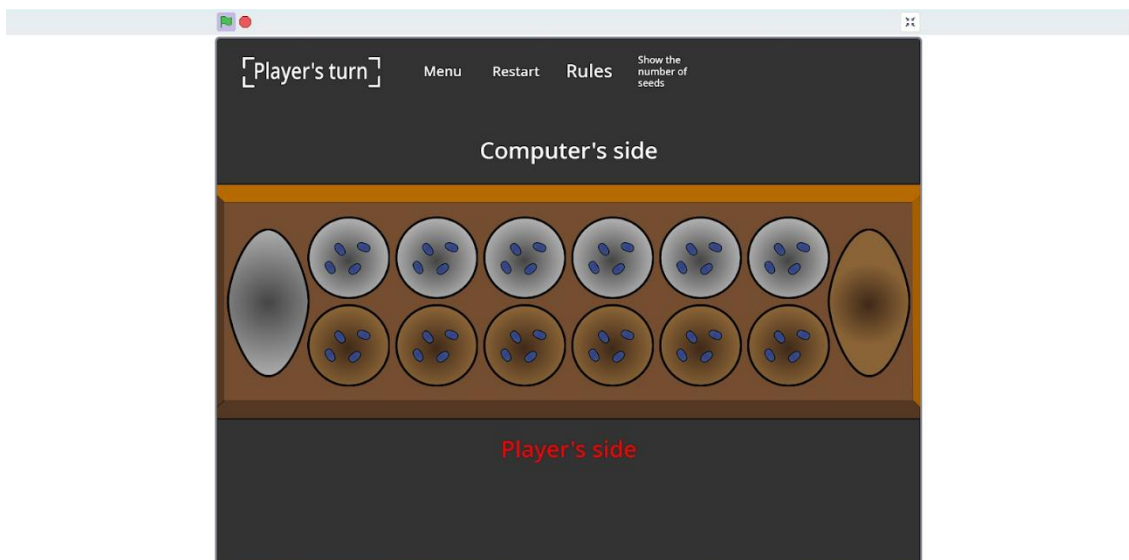 Player's turn
Menu
Restart
Rules
Show the
number of
seeds
Computer's side
Player's side